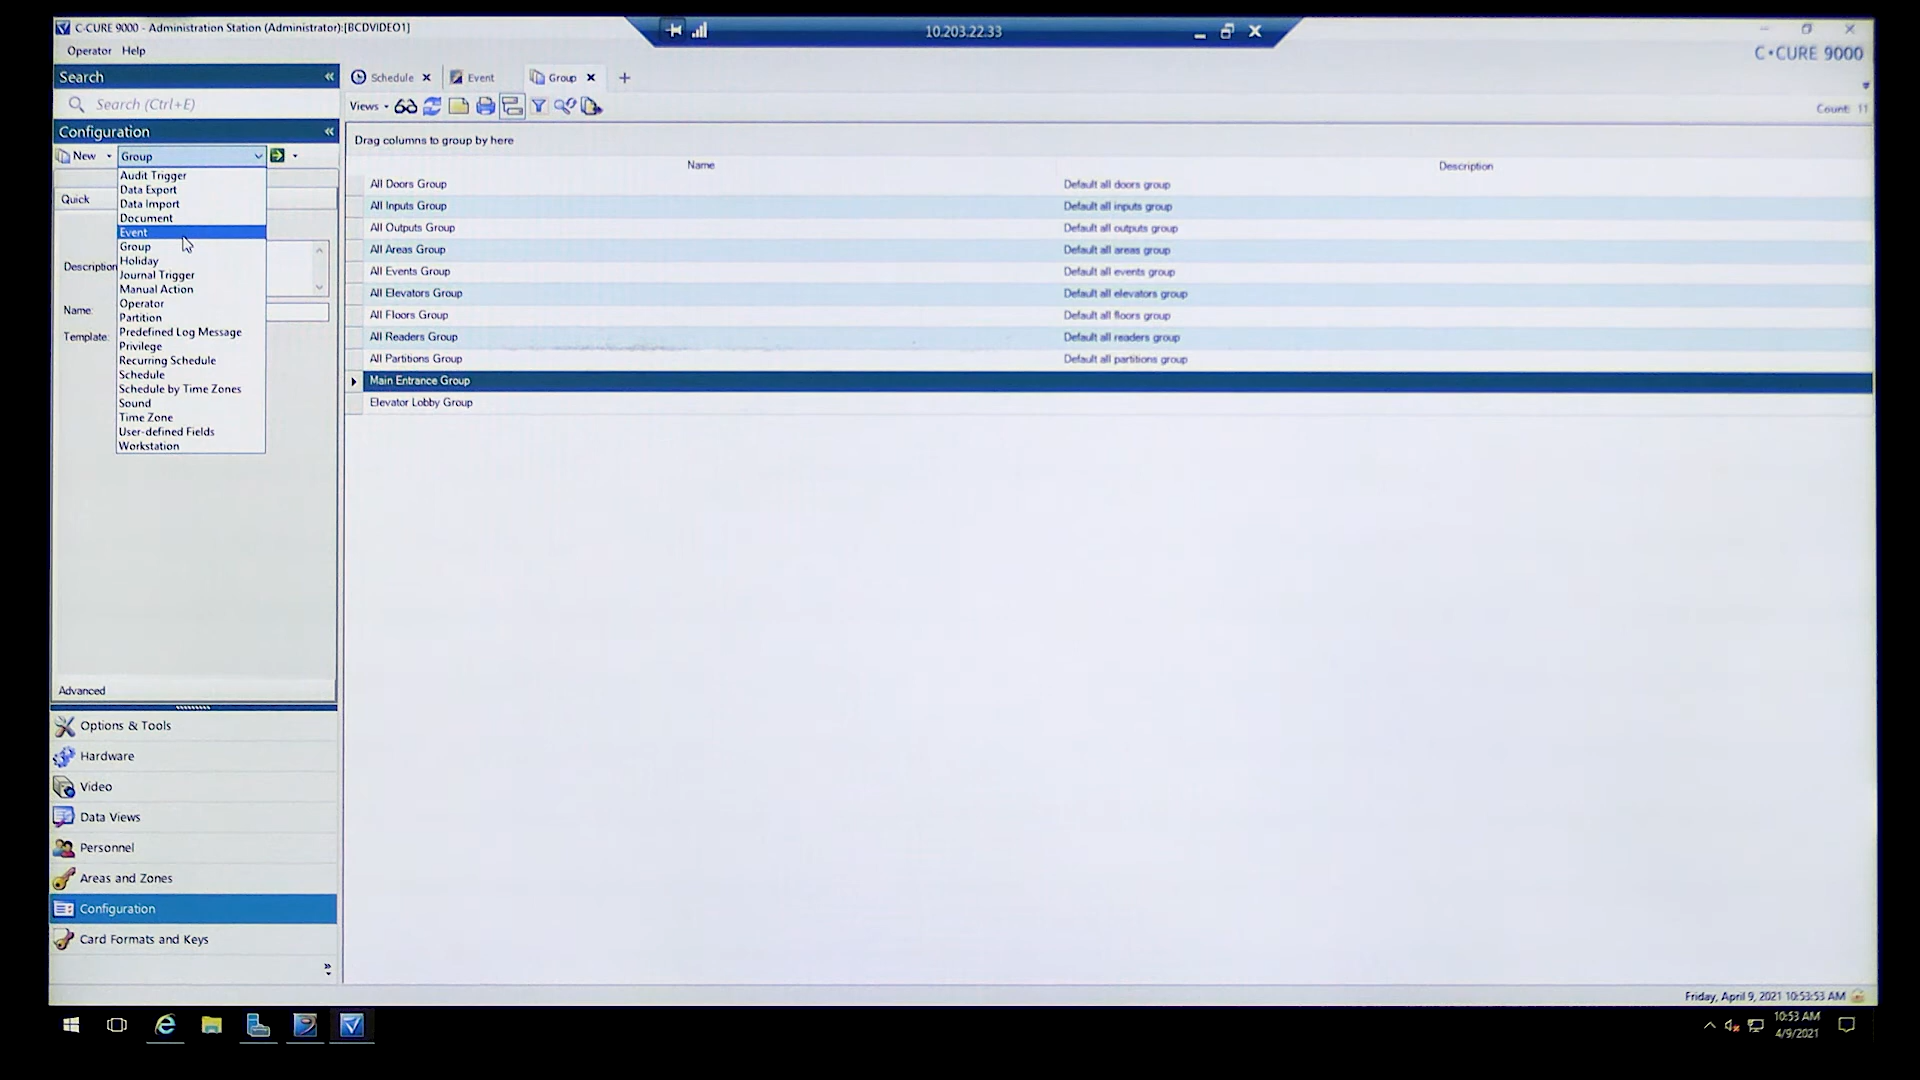 C·CURE 9000 - Administration Station (Administrator):[BCDVIDEO1]
10.203.22.33
Operator Help
C•CURE 9000
Search «
Schedule × Event Group × +
Search (Ctrl+E)
Views
Count: 11
Configuration «
Drag columns to group by here
New Group
Name Description
Audit Trigger
Data Export
Data Import
Document
Event
Group
Holiday
Journal Trigger
Manual Action
Operator
Partition
Predefined Log Message
Privilege
Recurring Schedule
Schedule
Schedule by Time Zones
Sound
Time Zone
User-defined Fields
Workstation
Quick
Description
Name:
Template:
All Doors Group Default all doors group
All Inputs Group Default all inputs group
All Outputs Group Default all outputs group
All Areas Group Default all areas group
All Events Group Default all events group
All Elevators Group Default all elevators group
All Floors Group Default all floors group
All Readers Group Default all readers group
All Partitions Group Default all partitions group
Main Entrance Group
Elevator Lobby Group
Advanced
Options & Tools
Hardware
Video
Data Views
Personnel
Areas and Zones
Configuration
Card Formats and Keys
»
Friday, April 9, 2021 10:53:53 AM
10:53 AM
4/9/2021